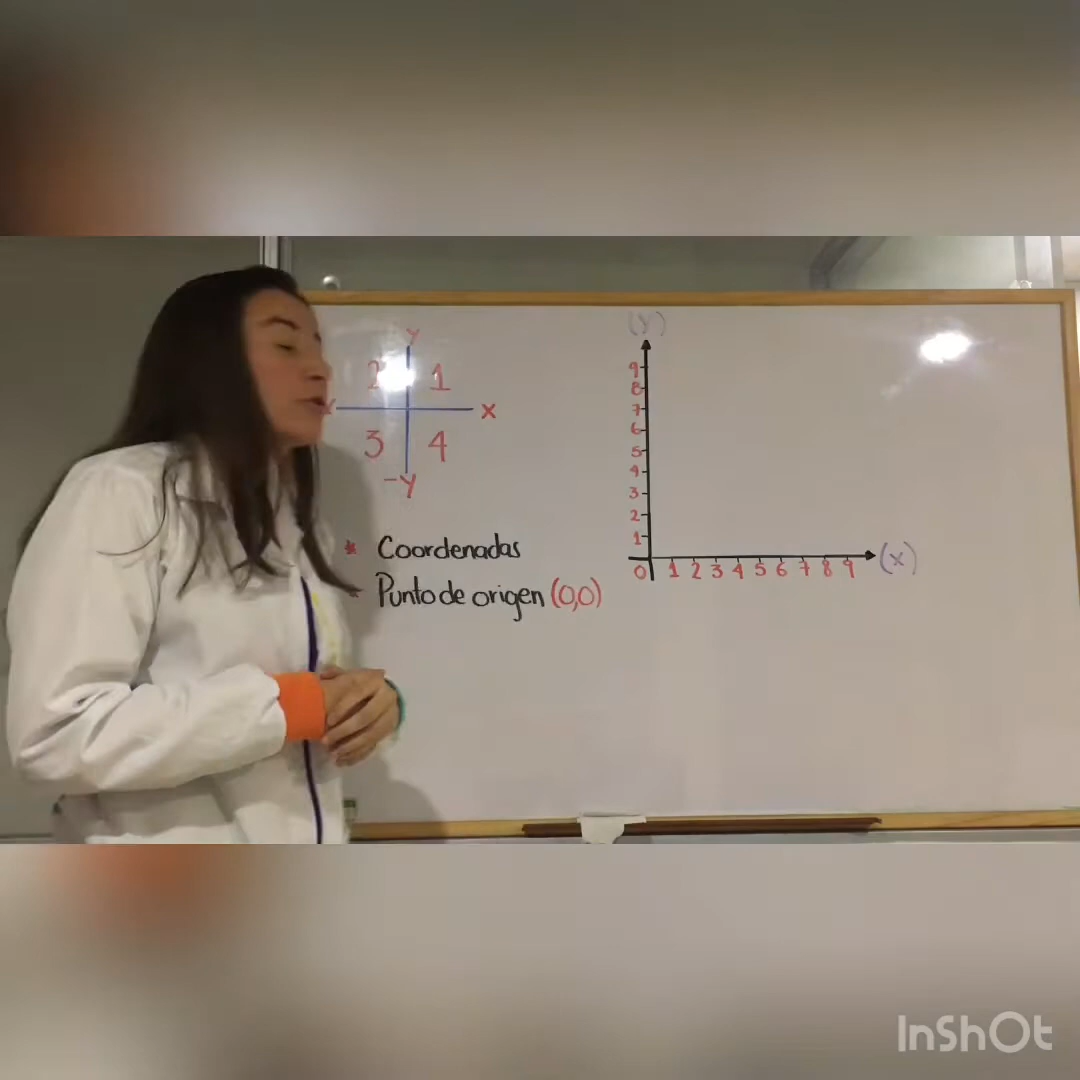 Y
2 1
X
3 4
-Y
* Coordenadas
* Punto de origen (0,0)
(Y)
9
8
7
6
5
4
3
2
1
0 1 2 3 4 5 6 7 8 9 (X)
InShOt